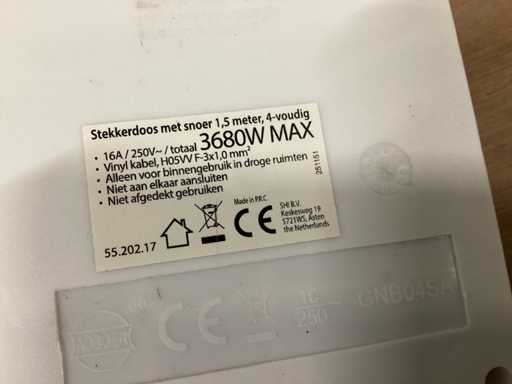 Stekkerdoos met snoer 1,5 meter, 4-voudig
• 16A / 250V~ / totaal 3680W MAX
• Vinyl kabel, H05VV F-3x1,0 mm²
• Alleen voor binnengebruik in droge ruimten
• Niet aan elkaar aansluiten
• Niet afgedekt gebruiken
251151
55.202.17
Made in P.R.C.
CE
SHI B.V.
Keskesweg 19
5721WS, Asten
the Netherlands
CE
250~
GNB045A